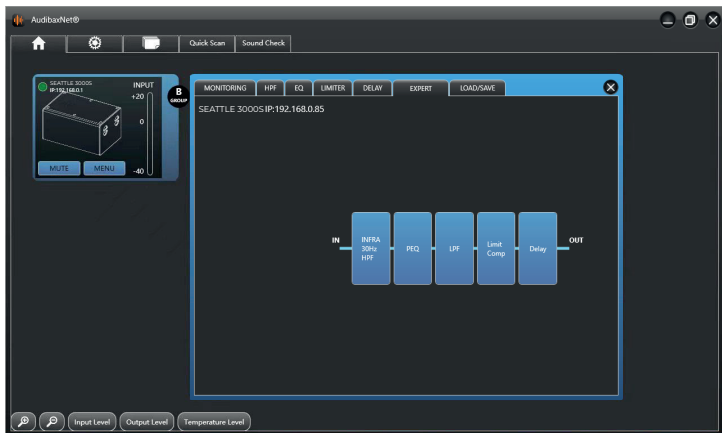 AudibaxNet®
Quick Scan
Sound Check
SEATTLE 3000S
IP:192.168.0.1
INPUT
+20
0
-40
MUTE
MENU
B
GROUP
MONITORING
HPF
EQ
LIMITER
DELAY
EXPERT
LOAD/SAVE
SEATTLE 3000S IP:192.168.0.85
IN
INFRA
30Hz
HPF
PEQ
LPF
Limit
Comp
Delay
OUT
Input Level
Output Level
Temperature Level